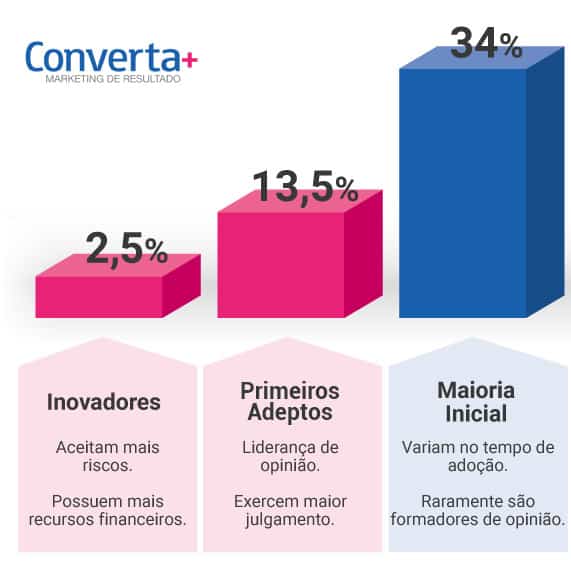 Converta+
MARKETING DE RESULTADO
34%
13,5%
2,5%
Inovadores
Aceitam mais
riscos.
Possuem mais
recursos financeiros.
Primeiros
Adeptos
Liderança de
opinião.
Exercem maior
julgamento.
Maioria
Inicial
Variam no tempo de
adoção.
Raramente são
formadores de opinião.